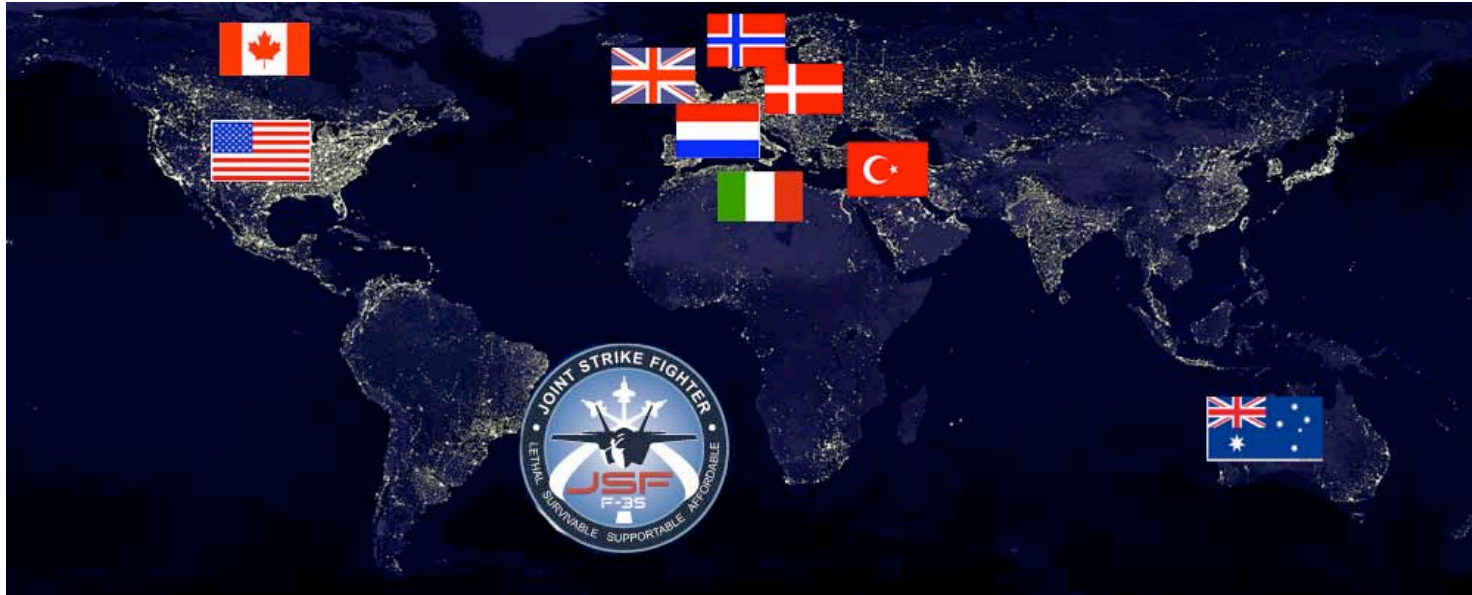 JOINT STRIKE FIGHTER
JSF
F-35
LETHAL SURVIVABLE SUPPORTABLE AFFORDABLE